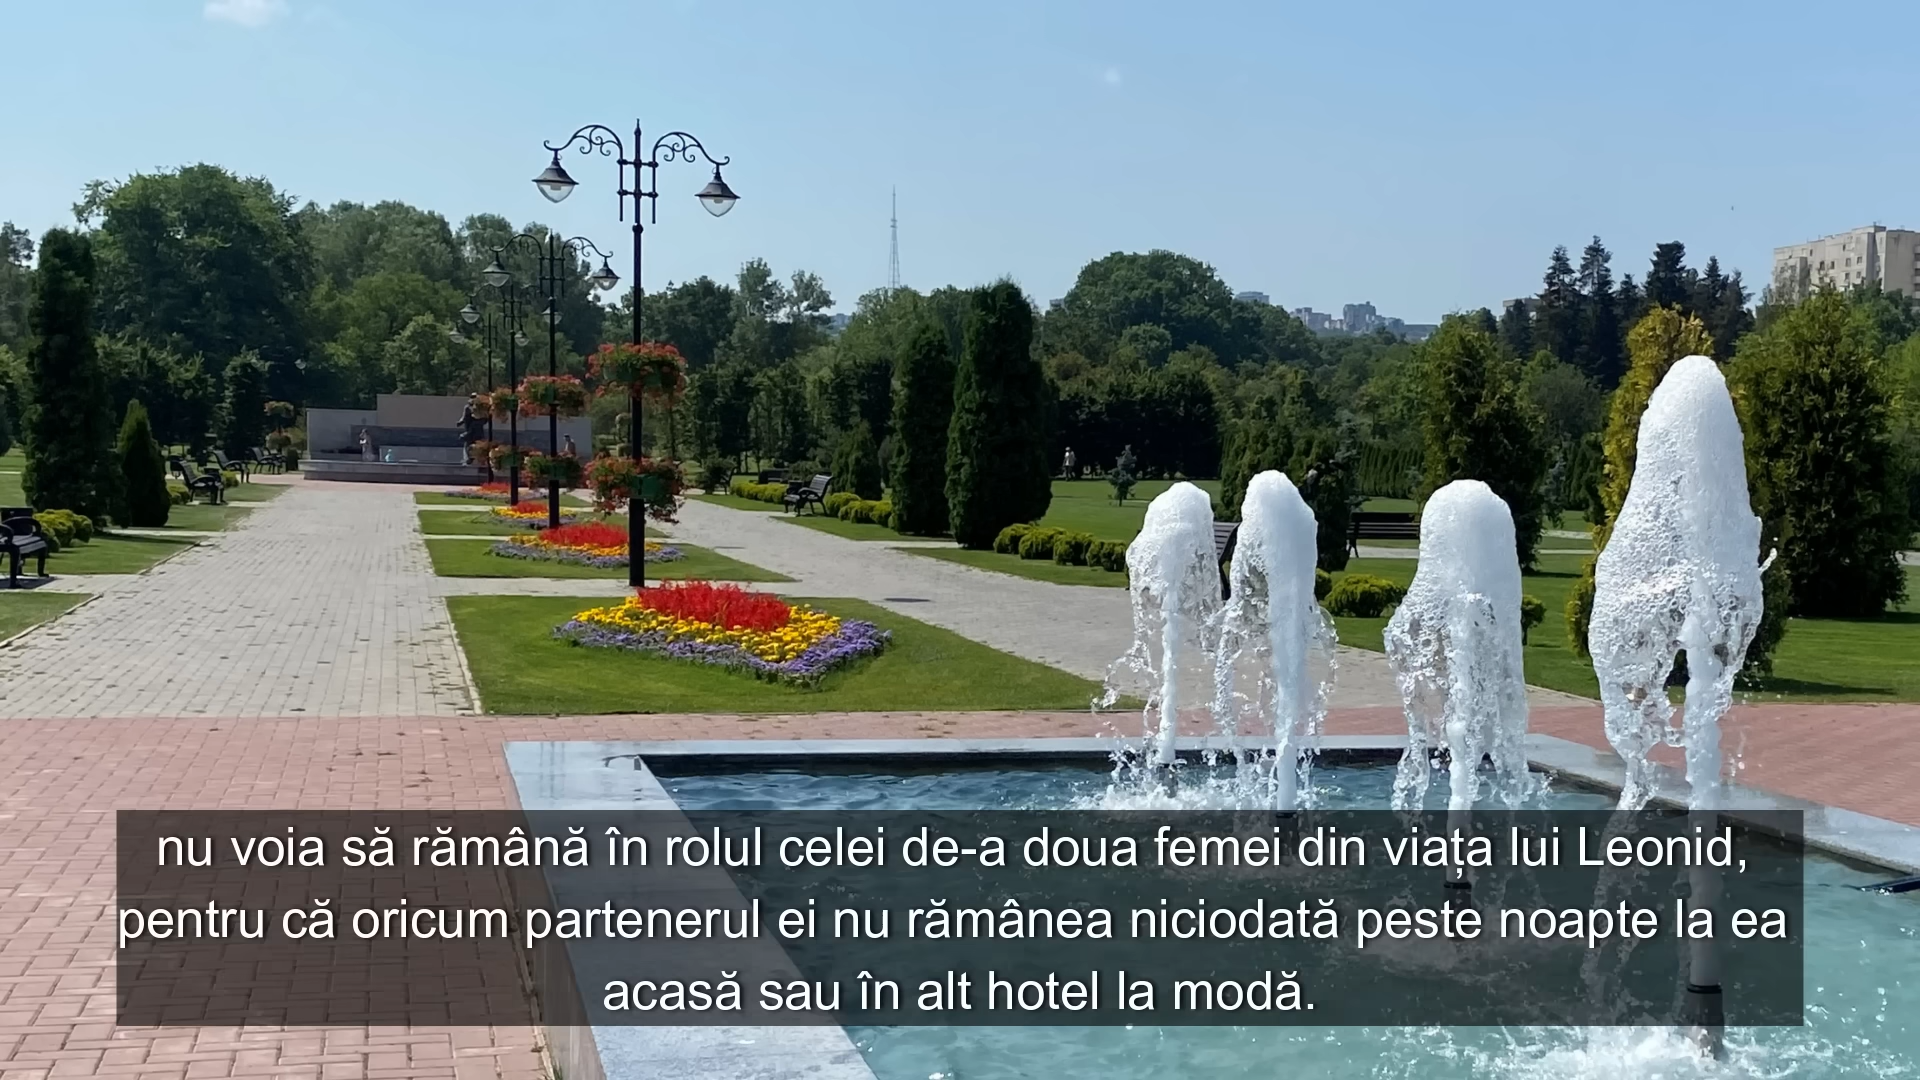 nu voia să rămână în rolul celei de-a doua femei din viața lui Leonid,
pentru că oricum partenerul ei nu rămânea niciodată peste noapte la ea
acasă sau în alt hotel la modă.